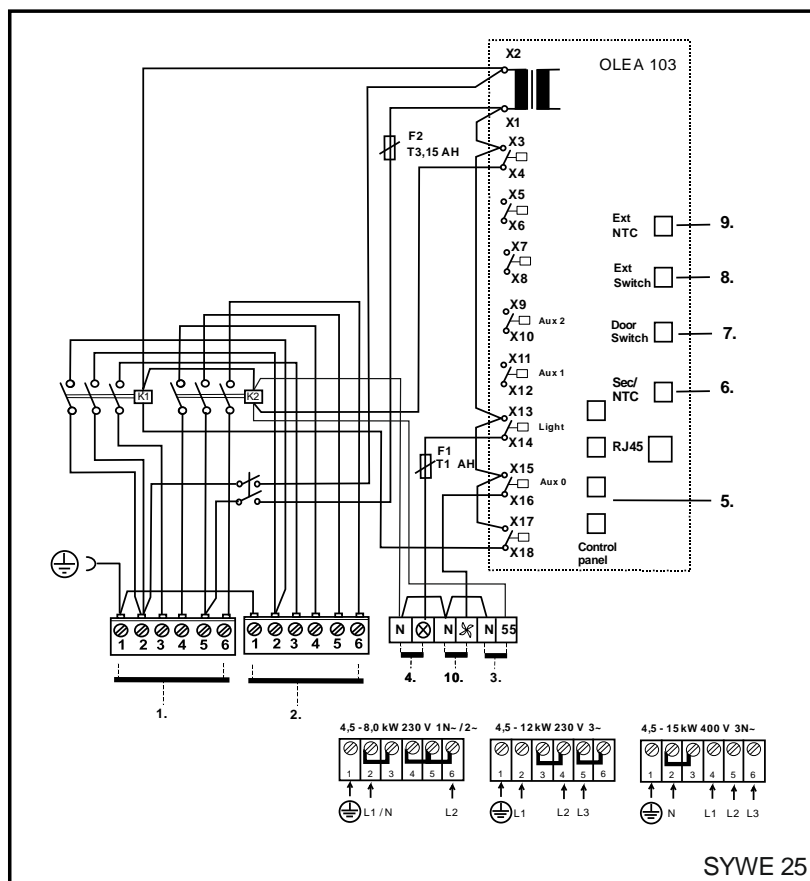 X2
OLEA 103
X1
F2
T3,15 AH
X3
X4
X5
X6
Ext
NTC
9.
X7
X8
Ext
Switch
8.
X9
X10
Aux 2
Door
Switch
7.
X11
X12
Aux 1
K1
K2
Sec/
NTC
6.
X13
X14
Light
F1
T1 AH
RJ45
X15
X16
Aux 0
5.
X17
X18
Control
panel
1 2 3 4 5 6
1 2 3 4 5 6
N N N 55
1.
2.
4.
10.
3.
4,5 - 8,0 kW 230 V 1N~ / 2~
1 2 3 4 5 6
L1 / N L2
4,5 - 12 kW 230 V 3~
1 2 3 4 5 6
L1 L2 L3
4,5 - 15 kW 400 V 3N~
1 2 3 4 5 6
N L1 L2 L3
SYWE 25